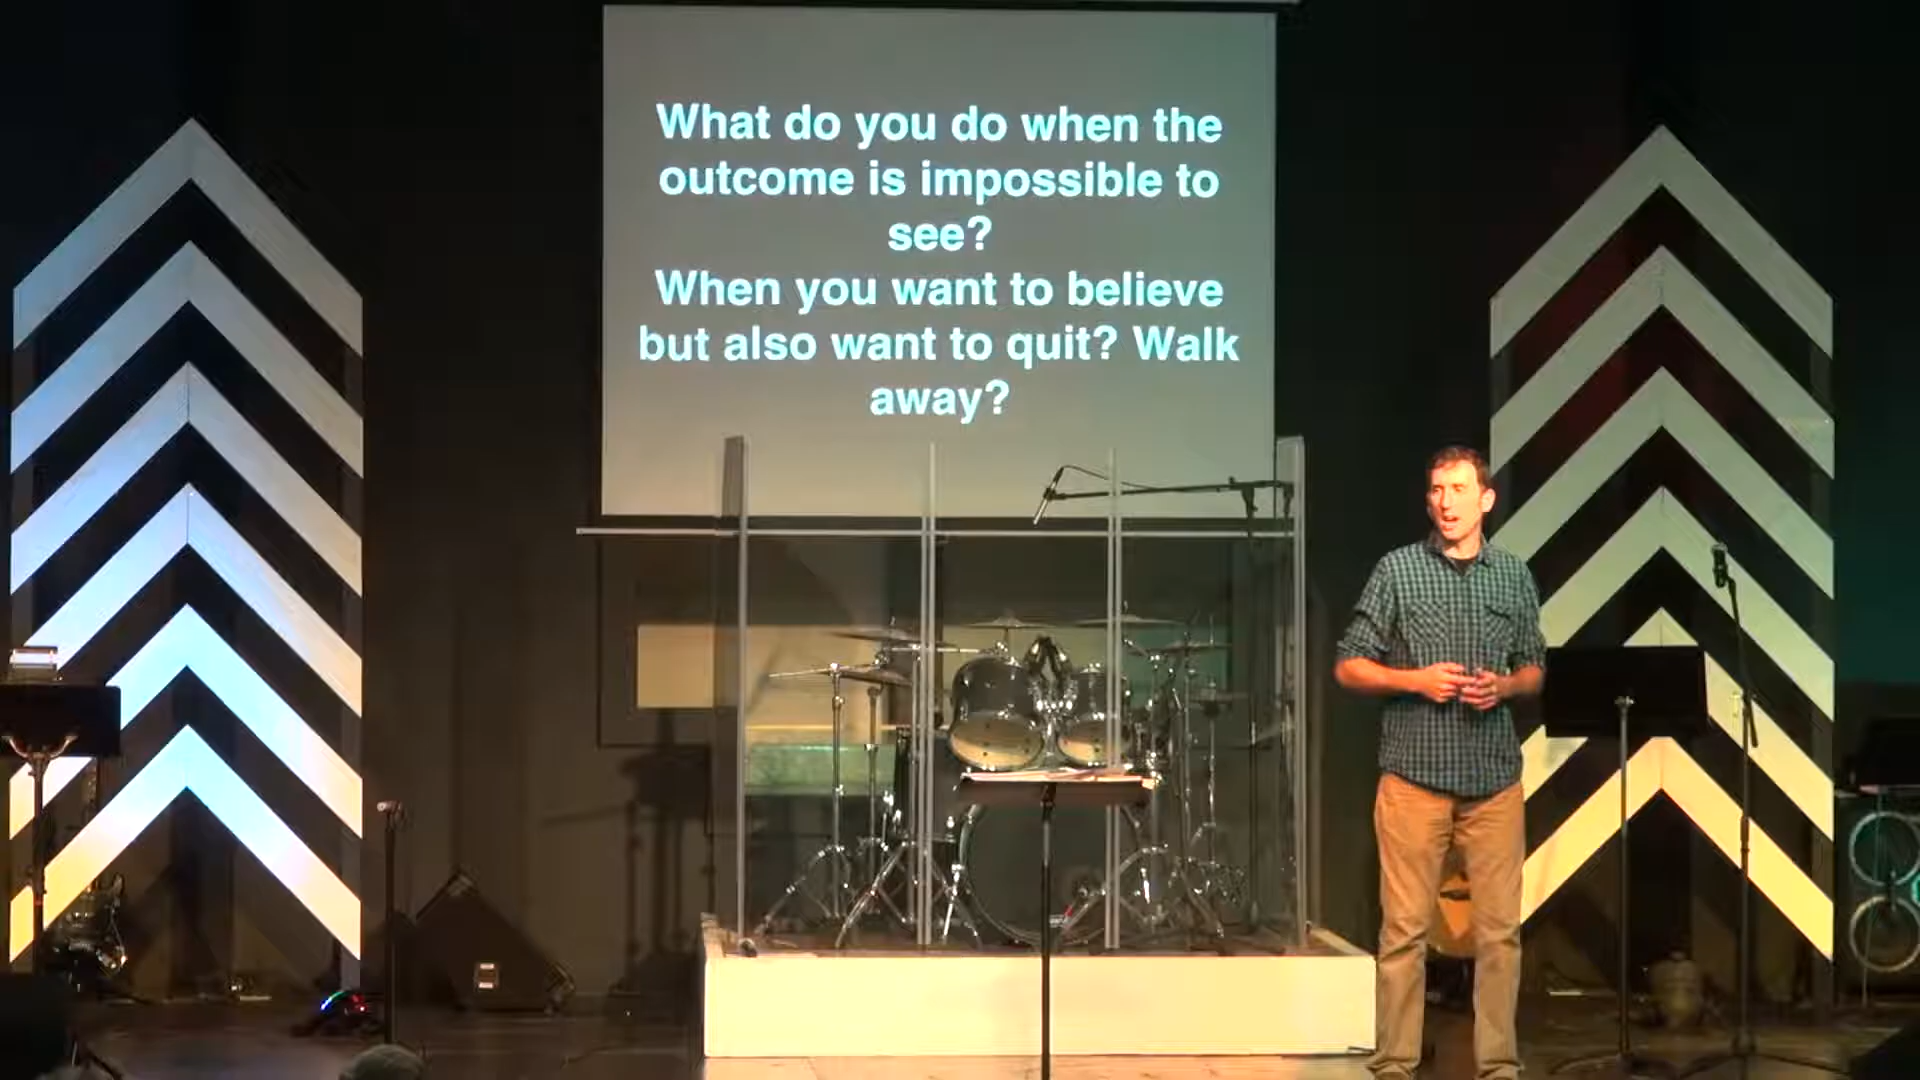 What do you do when the
outcome is impossible to
see?
When you want to believe
but also want to quit? Walk
away?